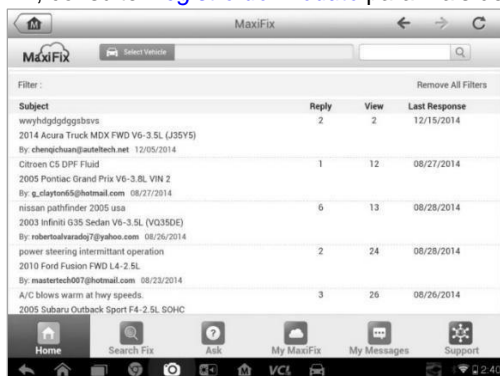 MaxiFix
MaxiFix Select Vehicle
Filter : Remove All Filters
Subject Reply View Last Response
wwyhdgdgdggsbsvs 2 2 12/15/2014
2014 Acura Truck MDX FWD V6-3.5L (J35Y5)
By: chenqichuan@auteltech.net 12/05/2014
Citroen C5 DPF Fluid 1 12 08/27/2014
2005 Pontiac Grand Prix V6-3.8L VIN 2
By: g_clayton65@hotmail.com 08/27/2014
nissan pathfinder 2005 usa 6 13 08/28/2014
2003 Infiniti G35 Sedan V6-3.5L (VQ35DE)
By: robertoalvaradoj7@yahoo.com 08/26/2014
power steering intermittant operation 2 24 08/28/2014
2010 Ford Fusion FWD L4-2.5L
By: mastertech007@hotmail.com 08/23/2014
A/C blows warm at hwy speeds. 3 26 08/26/2014
2005 Subaru Outback Sport F4-2.5L SOHC
Home Search Fix Ask My MaxiFix My Messages Support
VCI 2:40